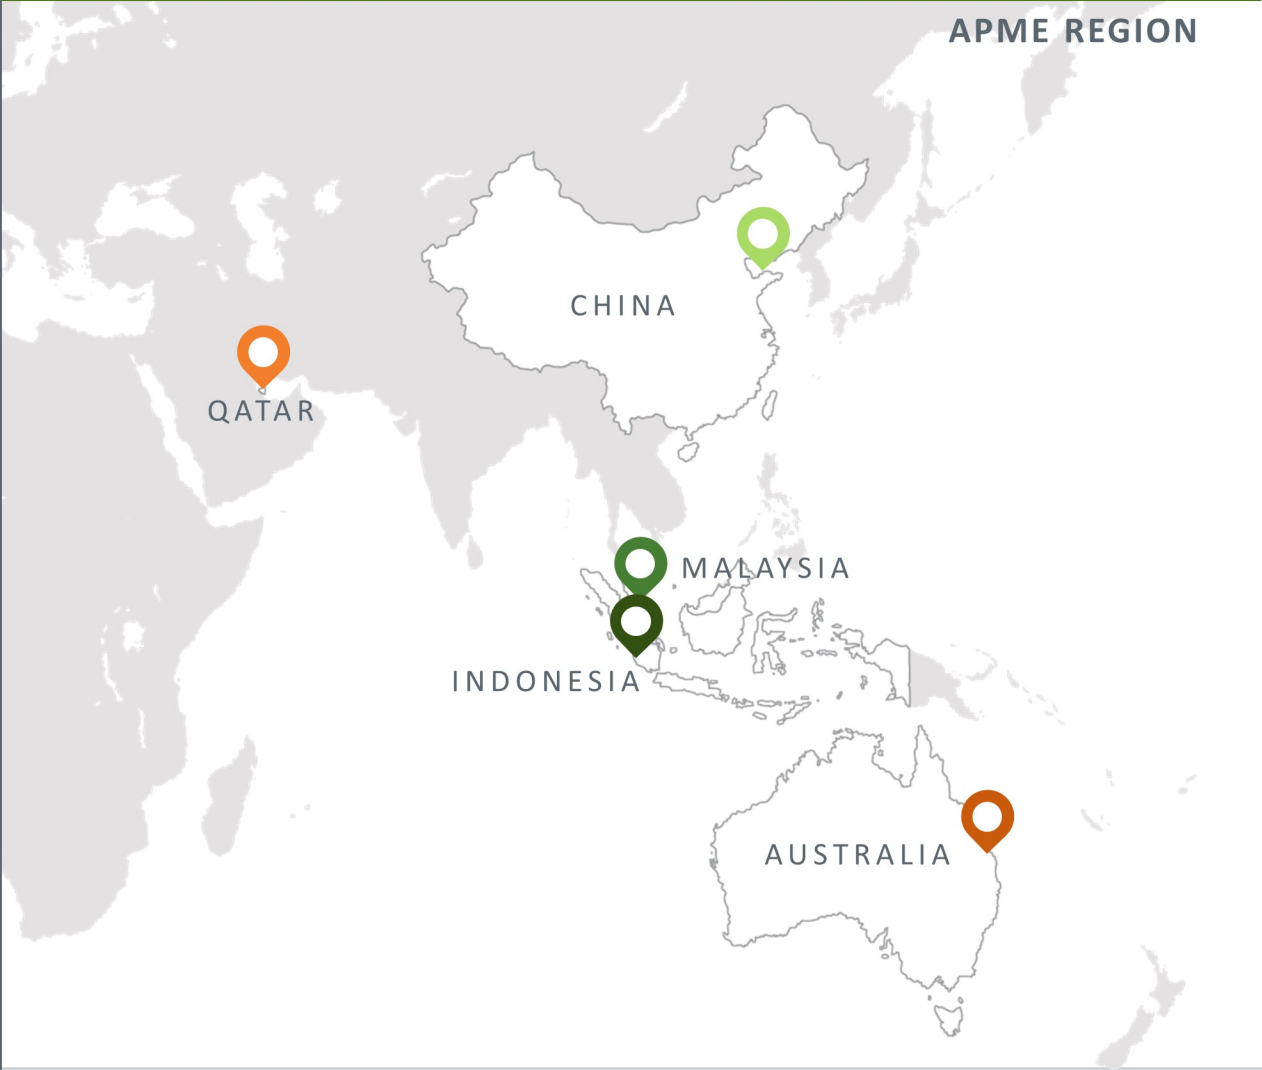 APME REGION
CHINA
QATAR
MALAYSIA
INDONESIA
AUSTRALIA